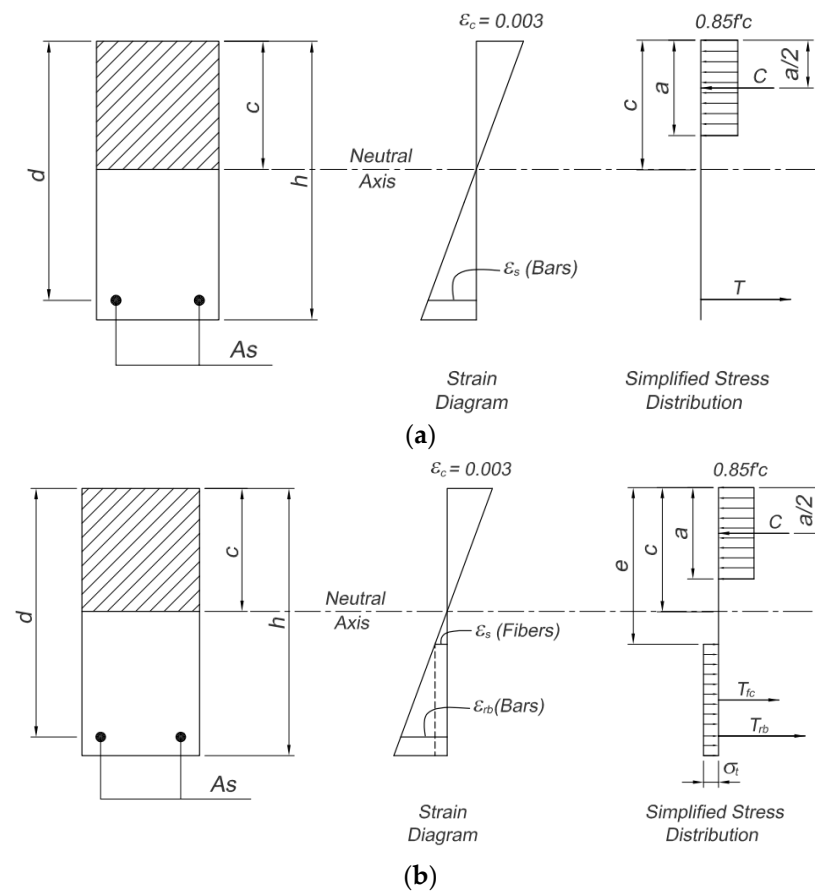 εc = 0.003
0.85f'c
d
c
h
Neutral
Axis
εs (Bars)
As
c
a
C
a/2
T
Strain
Diagram
Simplified Stress
Distribution
(a)
εc = 0.003
0.85f'c
d
c
h
Neutral
Axis
εs (Fibers)
εrb(Bars)
As
e
c
a
C
a/2
Tfc
Trb
σt
Strain
Diagram
Simplified Stress
Distribution
(b)